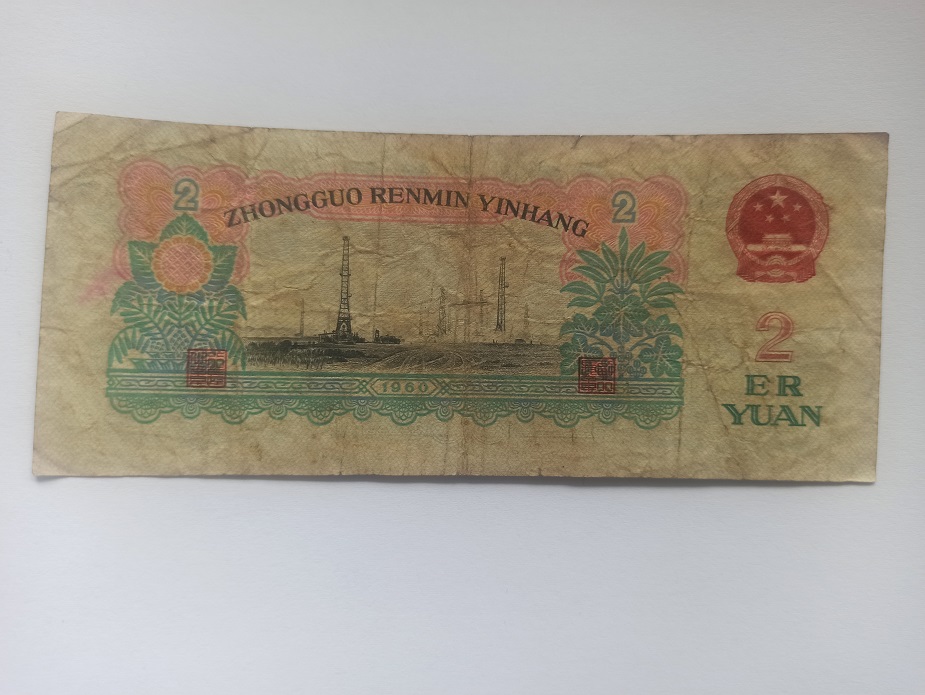 2
ZHONGGUO RENMIN YINHANG
2
1960
2
ER
YUAN